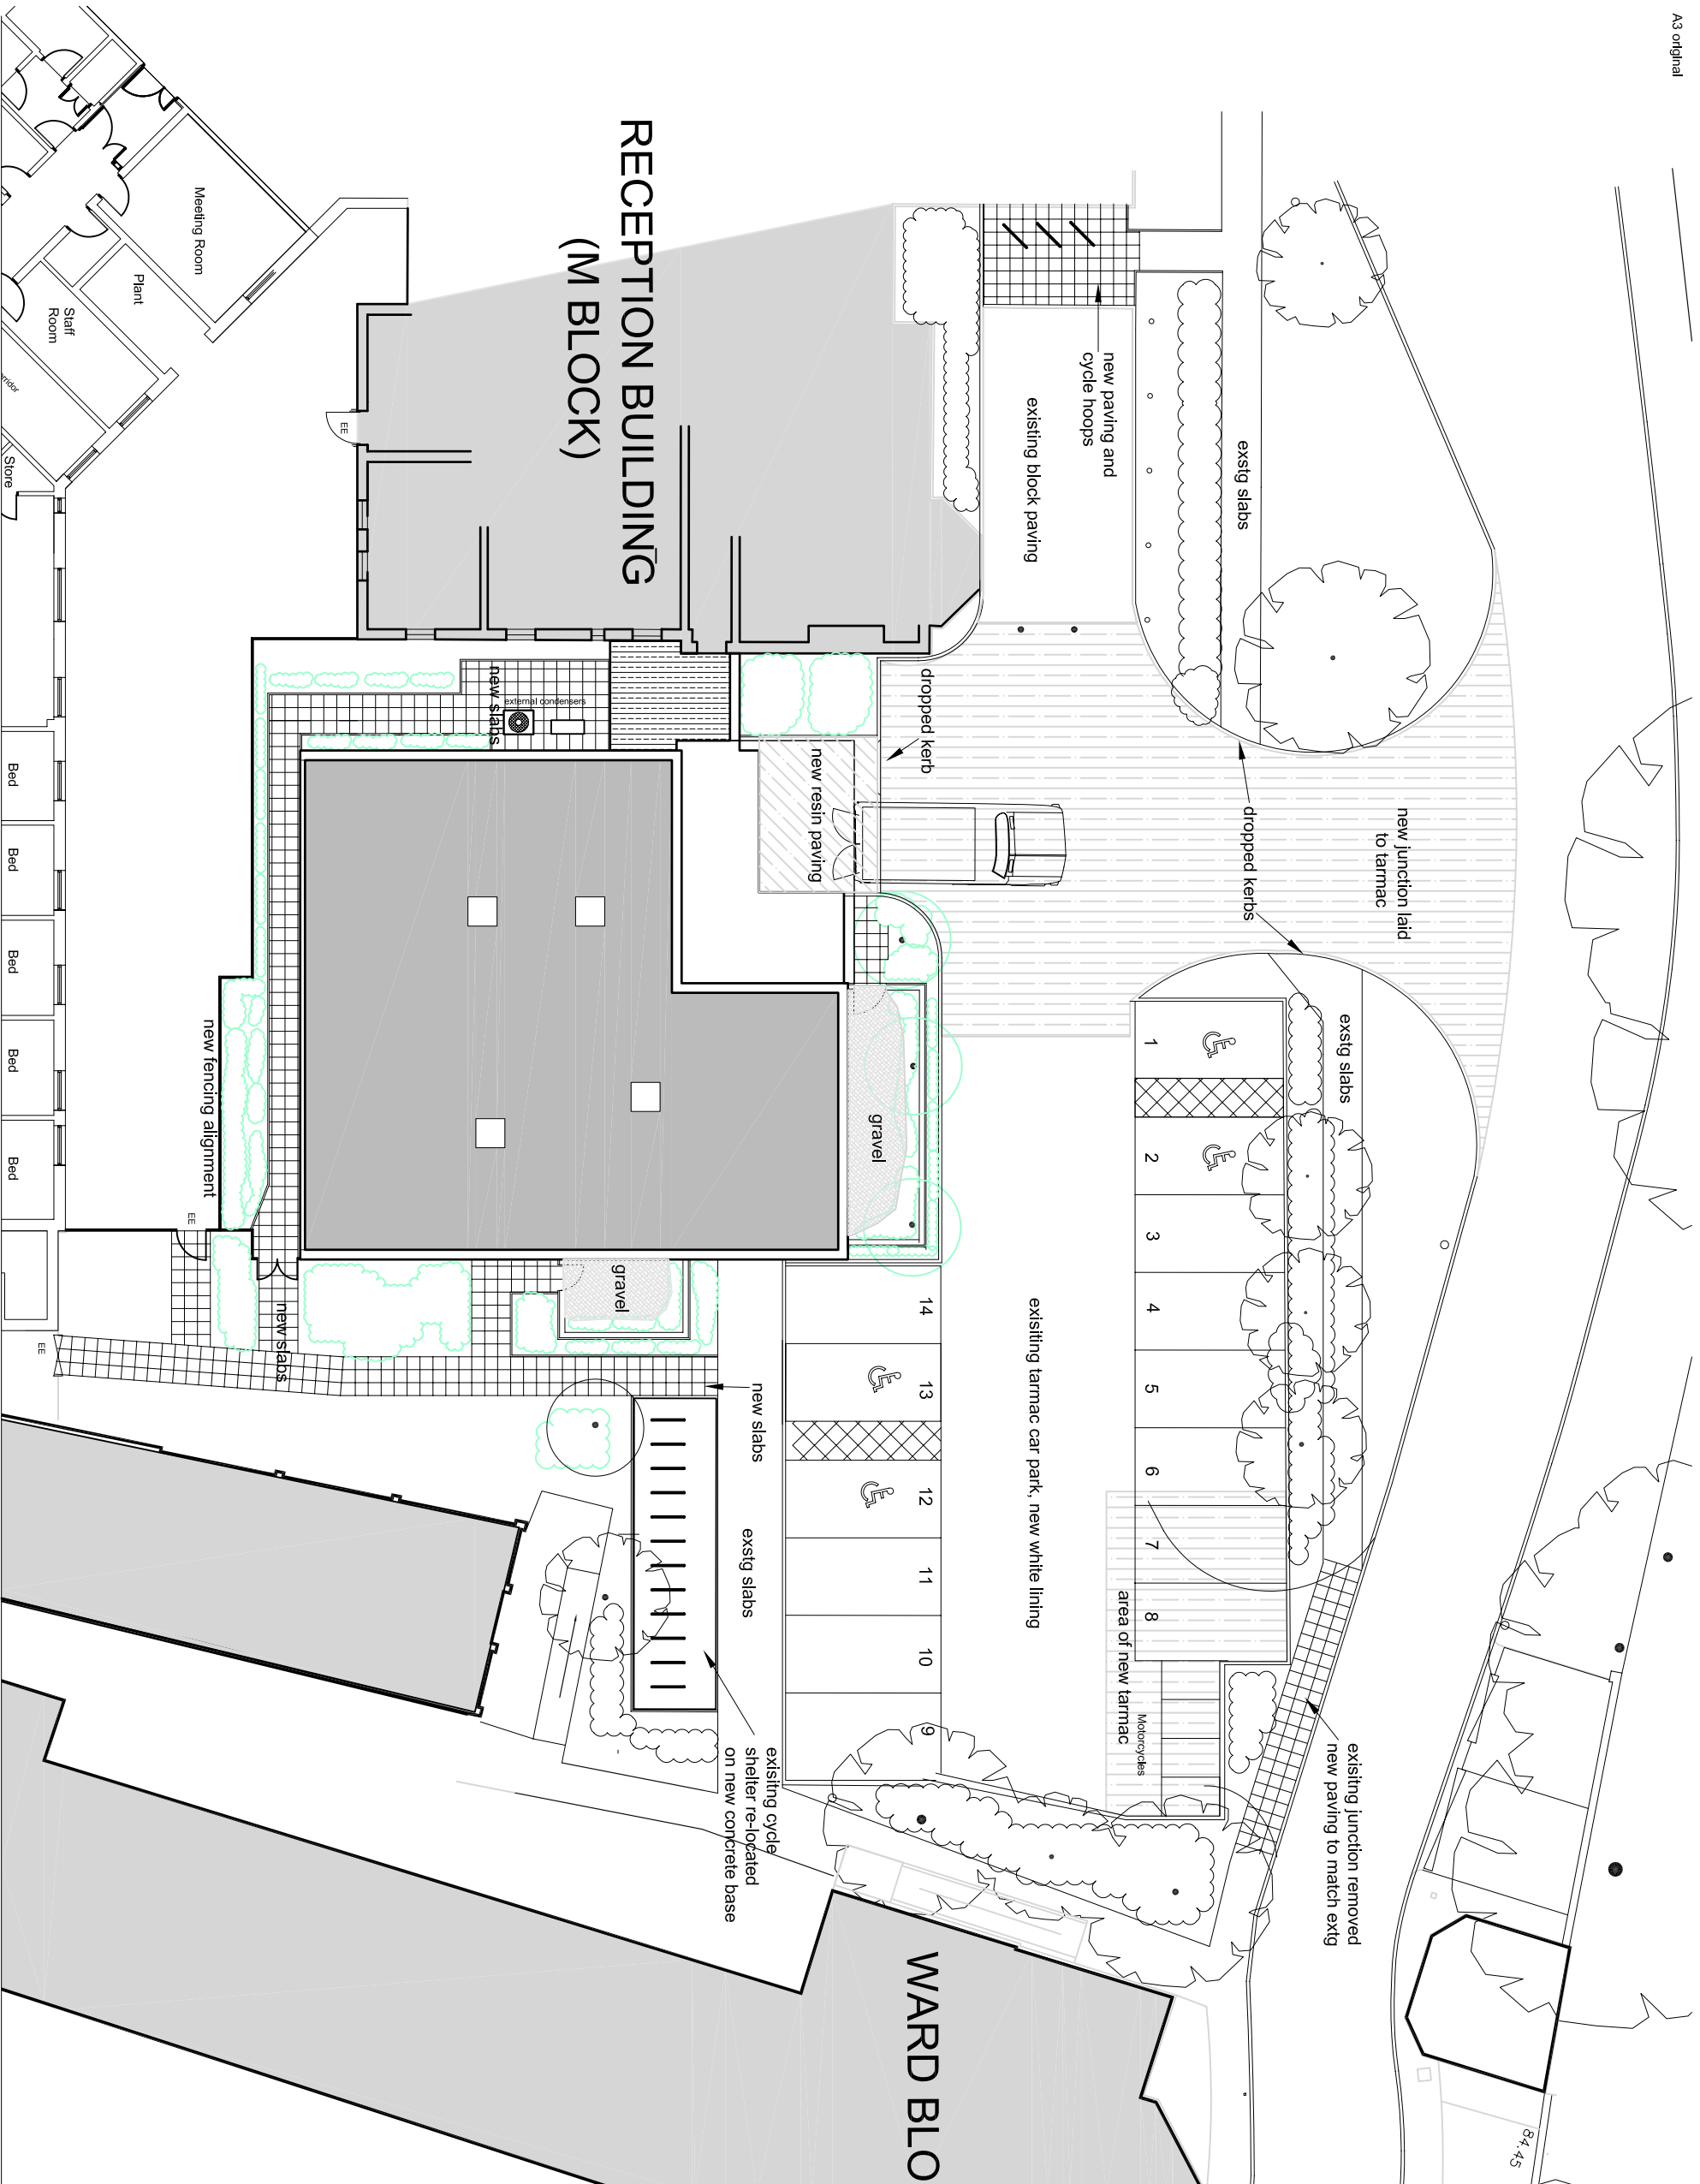 A3 original
RECEPTION BUILDING
(M BLOCK)
Meeting Room
Plant
Staff
Room
Store
EE
new paving and
cycle hoops
existing block paving
exstg slabs
dropped kerb
dropped kerbs
new junction laid
to tarmac
new slabs
external condensers
new resin paving
Bed
Bed
Bed
Bed
Bed
new fencing alignment
EE
EE
gravel
gravel
new slabs
new slabs
exstg slabs
exstg slabs
1
2
3
4
5
6
7
8
Motorcycles
area of new tarmac
exisiting tarmac car park, new white lining
14
13
12
11
10
9
exisitng cycle
shelter re-located
on new concrete base
exisitng junction removed
new paving to match extg
WARD BLO
84.45